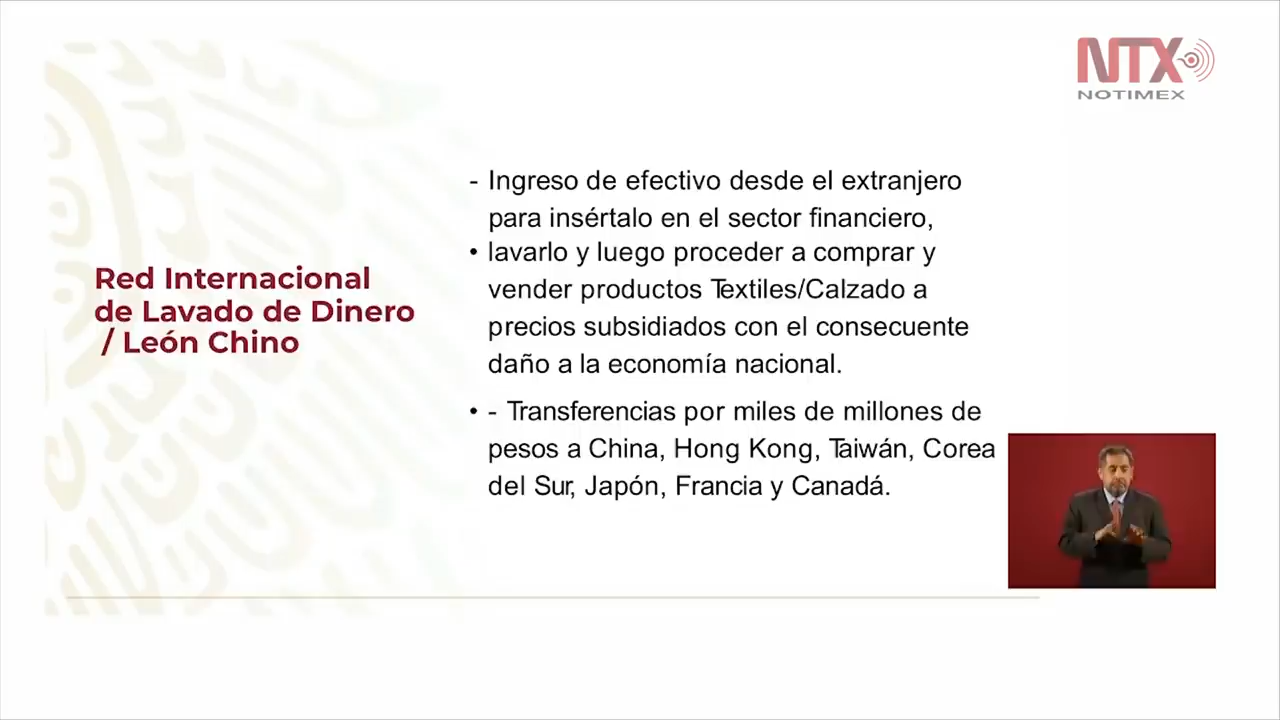 NTX
NOTIMEX
- Ingreso de efectivo desde el extranjero
para insértalo en el sector financiero,
• lavarlo y luego proceder a comprar y
vender productos Textiles/Calzado a
precios subsidiados con el consecuente
daño a la economía nacional.
• - Transferencias por miles de millones de
pesos a China, Hong Kong, Taiwán, Corea
del Sur, Japón, Francia y Canadá.
Red Internacional
de Lavado de Dinero
/ León Chino